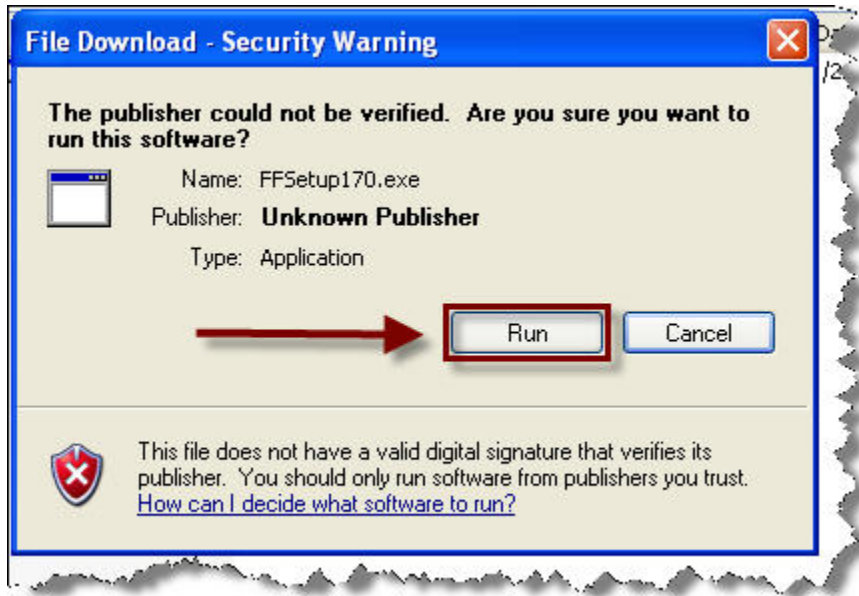 File Download - Security Warning
The publisher could not be verified. Are you sure you want to
run this software?
Name: FFSetup170.exe
Publisher: Unknown Publisher
Type: Application
Run Cancel
This file does not have a valid digital signature that verifies its
publisher. You should only run software from publishers you trust.
How can I decide what software to run?